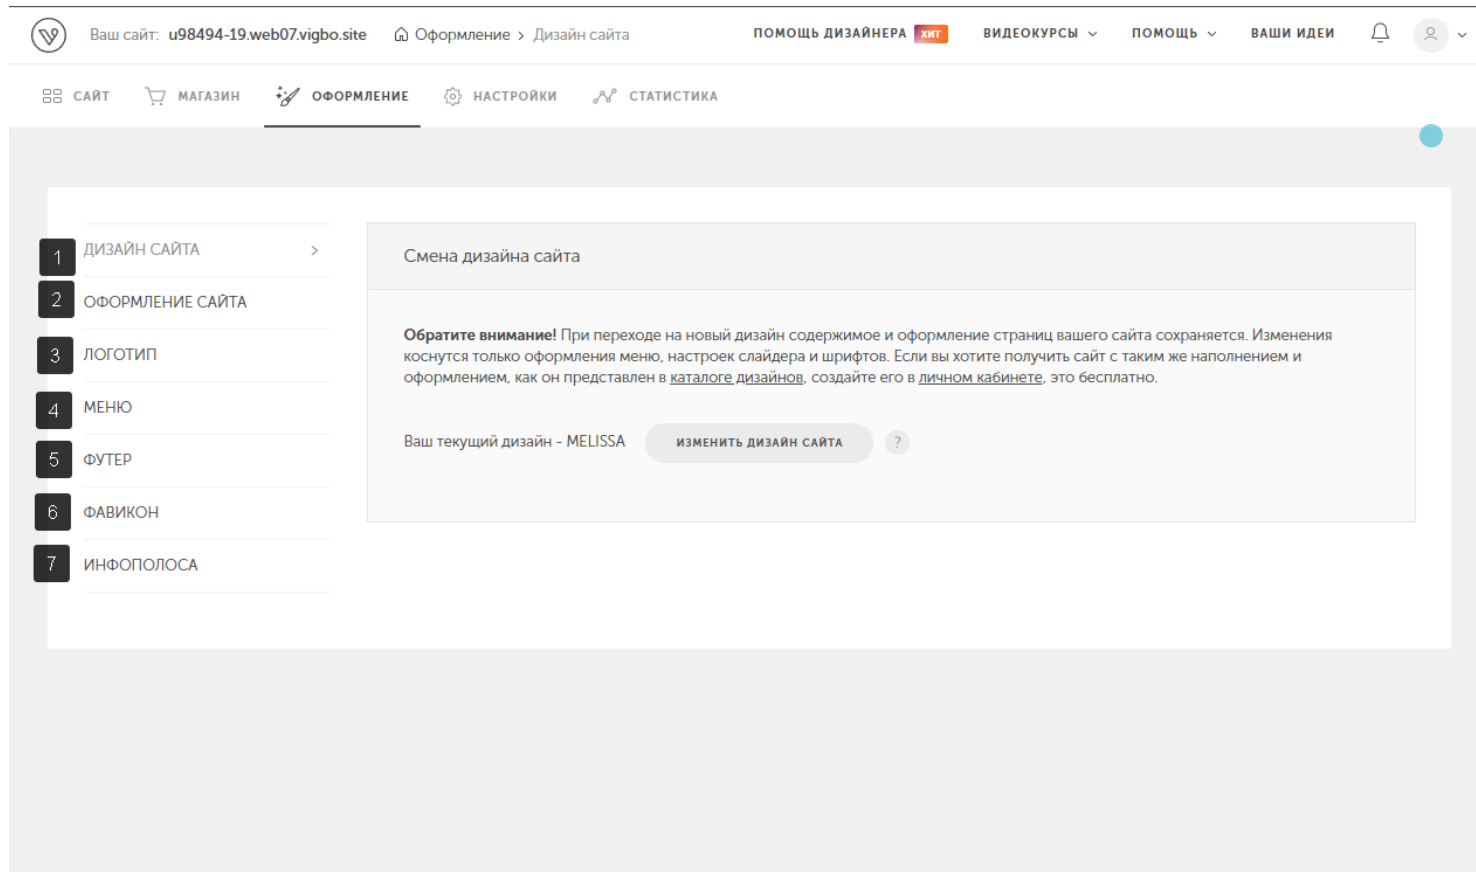 Ваш сайт: u98494-19.web07.vigbo.site Оформление > Дизайн сайта ПОМОЩЬ ДИЗАЙНЕРА ХИТ ВИДЕОКУРСЫ ПОМОЩЬ ВАШИ ИДЕИ
САЙТ МАГАЗИН ОФОРМЛЕНИЕ НАСТРОЙКИ СТАТИСТИКА
1 ДИЗАЙН САЙТА >
2 ОФОРМЛЕНИЕ САЙТА
3 ЛОГОТИП
4 МЕНЮ
5 ФУТЕР
6 ФАВИКОН
7 ИНФОПОЛОСА
Смена дизайна сайта
Обратите внимание! При переходе на новый дизайн содержимое и оформление страниц вашего сайта сохраняется. Изменения
коснутся только оформления меню, настроек слайдера и шрифтов. Если вы хотите получить сайт с таким же наполнением и
оформлением, как он представлен в каталоге дизайнов, создайте его в личном кабинете, это бесплатно.
Ваш текущий дизайн - MELISSA ИЗМЕНИТЬ ДИЗАЙН САЙТА ?